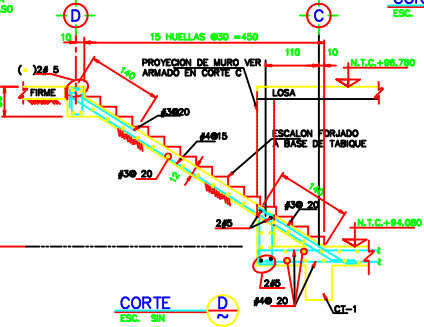 D
C
ESC.
10
15 HUELLAS @30 =450
110
10
PROYECCION DE MURO VER
ARMADO EN CORTE C
N.T.C.+96.760
)2# 5
140
FIRME
LOSA
#3@20
#4@15
ESCALON FORJADO
A BASE DE TABIQUE
#3@ 20
12
140
#3@ 20
2#5
N.T.C.+94.060
2#5
#4@ 20
CT-1
CORTE
D
ESC. SIN